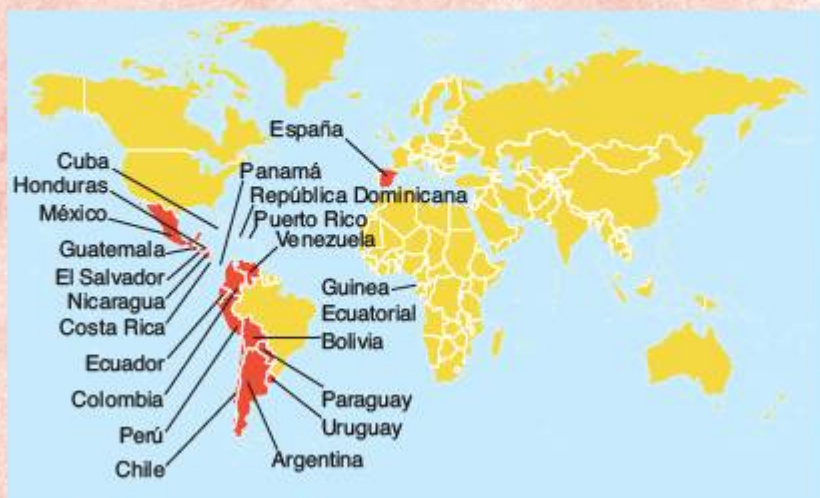 España
Cuba
Panamá
Honduras
República Dominicana
México
Puerto Rico
Venezuela
Guatemala
El Salvador
Nicaragua
Guinea
Ecuatorial
Costa Rica
Bolivia
Ecuador
Colombia
Paraguay
Uruguay
Perú
Argentina
Chile